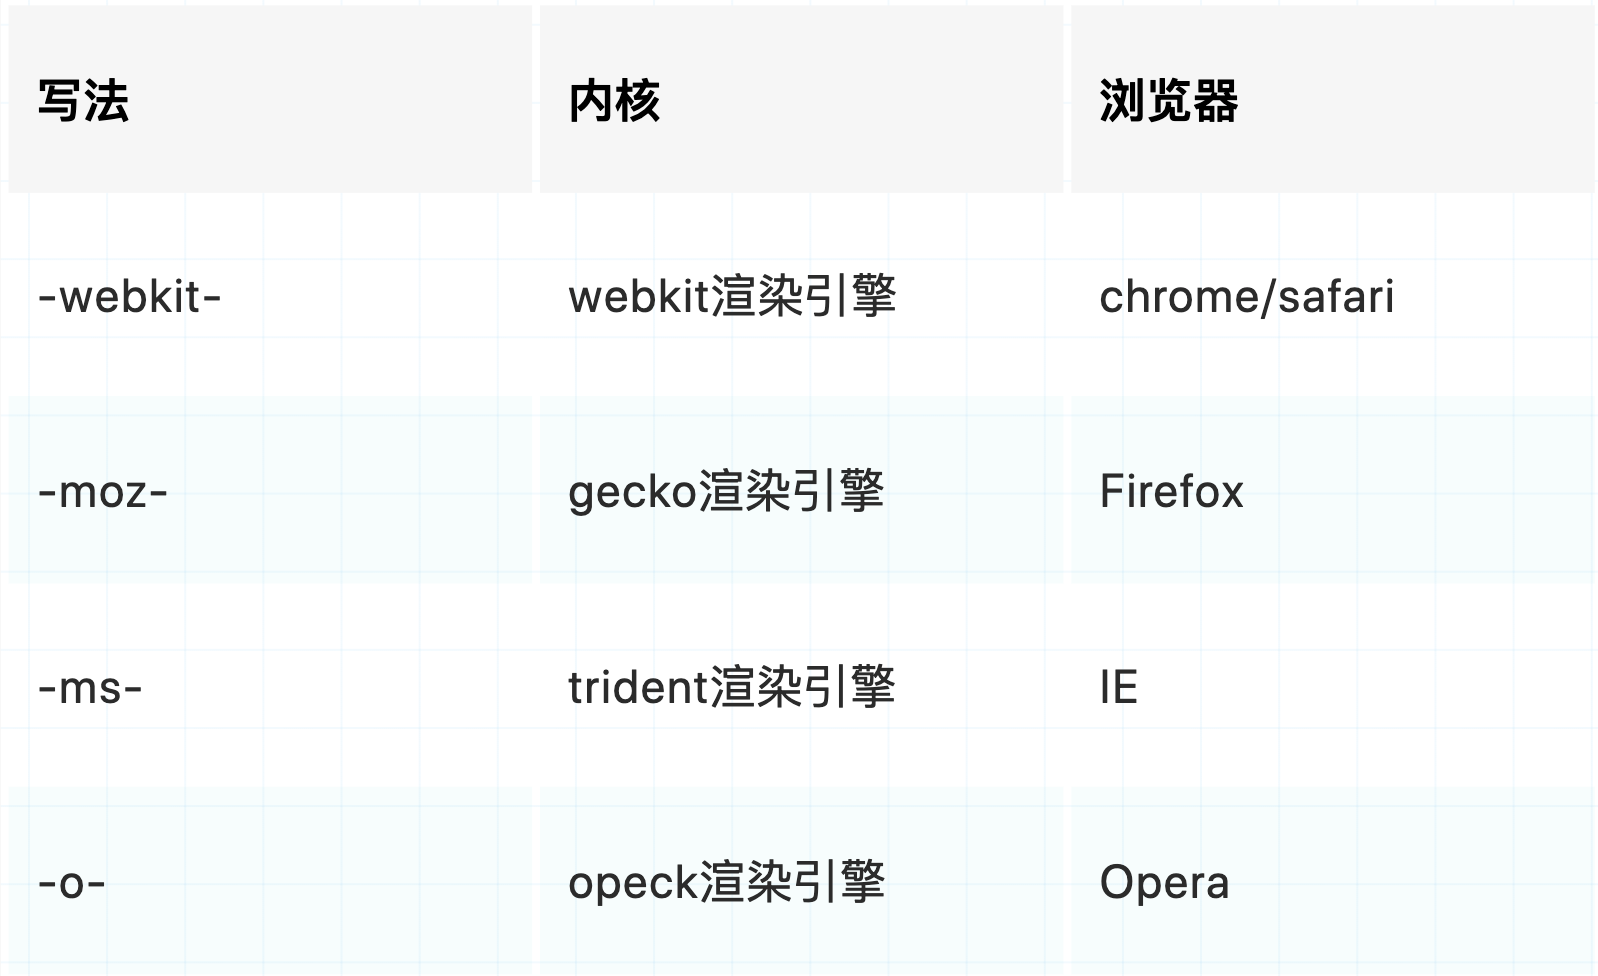 写法 内核 浏览器
-webkit- webkit渲染引擎 chrome/safari
-moz- gecko渲染引擎 Firefox
-ms- trident渲染引擎 IE
-o- opeck渲染引擎 Opera